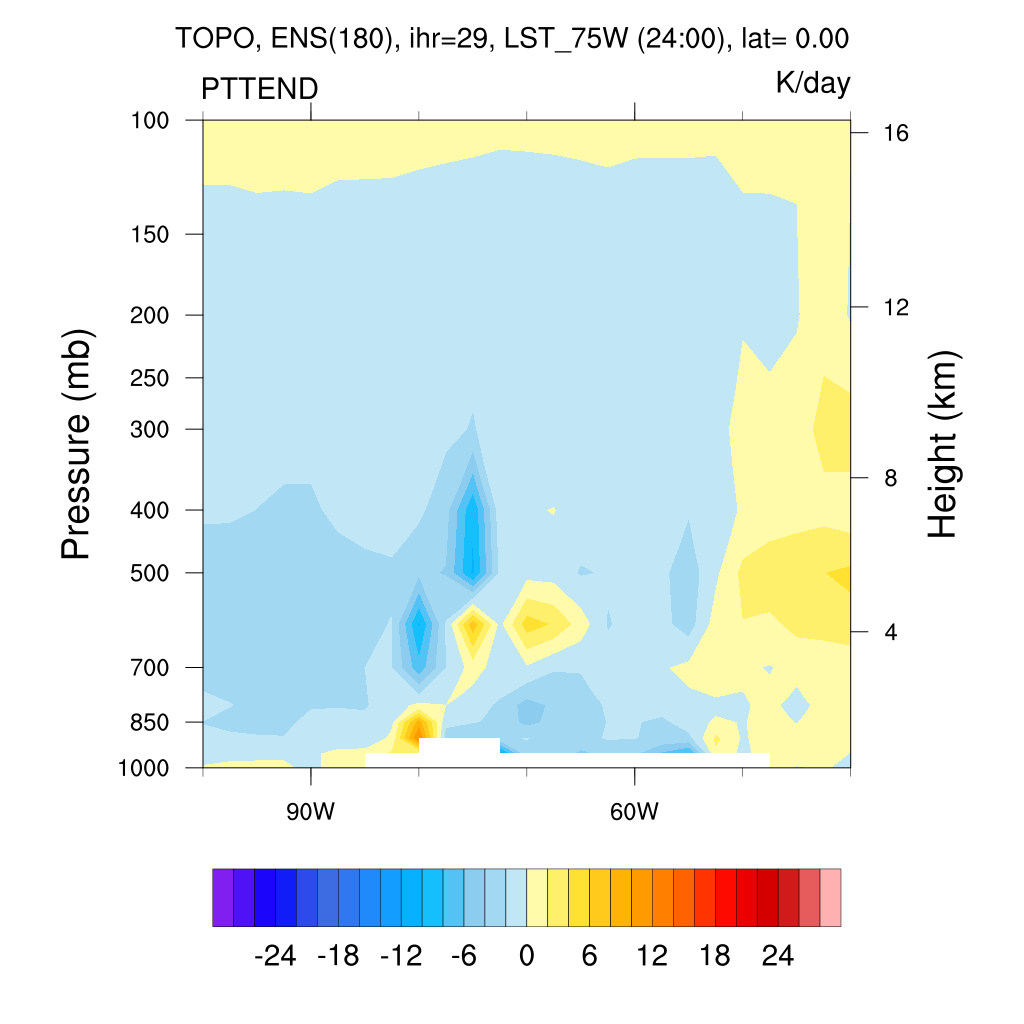 TOPO, ENS(180), ihr=29, LST_75W (24:00), lat= 0.00
PTTEND
K/day
100
150
200
250
300
400
500
700
850
1000
Pressure (mb)
16
12
8
4
Height (km)
90W
60W
-24 -18 -12 -6 0 6 12 18 24